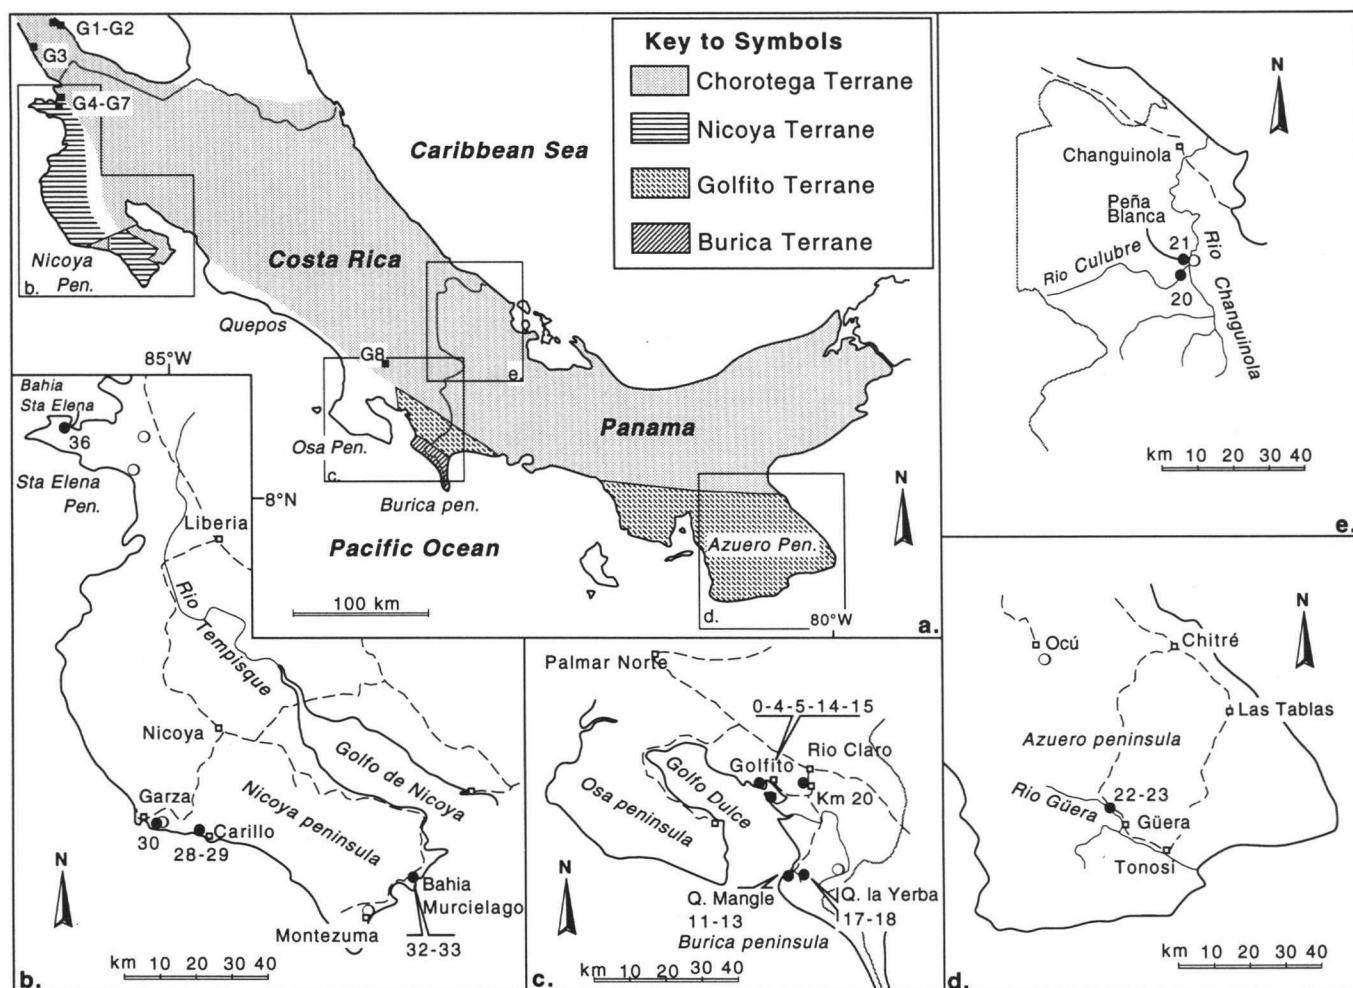 G1-G2
G3
G4-G7
Nicoya
Pen.
b.
Key to Symbols
Chorotega Terrane
Nicoya Terrane
Golfito Terrane
Burica Terrane
Caribbean Sea
Costa Rica
Quepos
85°W
G8
e.
Osa Pen.
c.
Panama
8°N
Burica pen.
Pacific Ocean
N
Azuero Pen.
d.
80°W
100 km
a.
Bahia
Sta Elena
36
Sta Elena
Pen.
Liberia
Rio
Tempisque
Nicoya
Golfo de Nicoya
Nicoya peninsula
Garza
30
Carillo
28-29
N
Bahia
Murcielago
Montezuma
32-33
km 10 20 30 40
b.
Palmar Norte
0-4-5-14-15
Rio Claro
Golfito
Km 20
Golfo Dulce
Osa peninsula
N
Q. Mangle
11-13
Q. la Yerba
17-18
Burica peninsula
km 10 20 30 40
c.
N
Ocú
Chitré
Las Tablas
Azuero peninsula
22-23
Rio Güera
Güera
Tonosi
km 10 20 30 40
d.
N
Changuinola
Peña
Blanca
21
Rio
Changuinola
Rio Culubre
20
km 10 20 30 40
e.